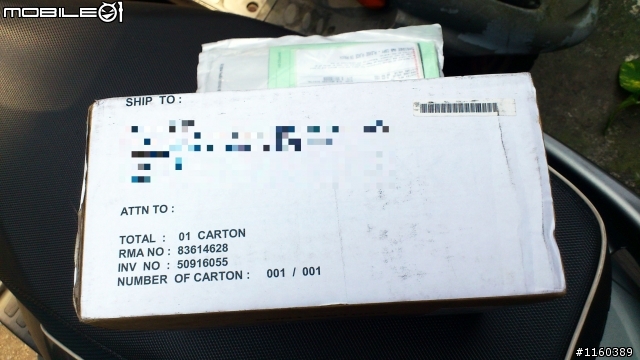 MOBILE01
SHIP TO :
ATTN TO :
TOTAL : 01 CARTON
RMA NO : 83614628
INV NO : 50916055
NUMBER OF CARTON : 001 / 001
#1160389